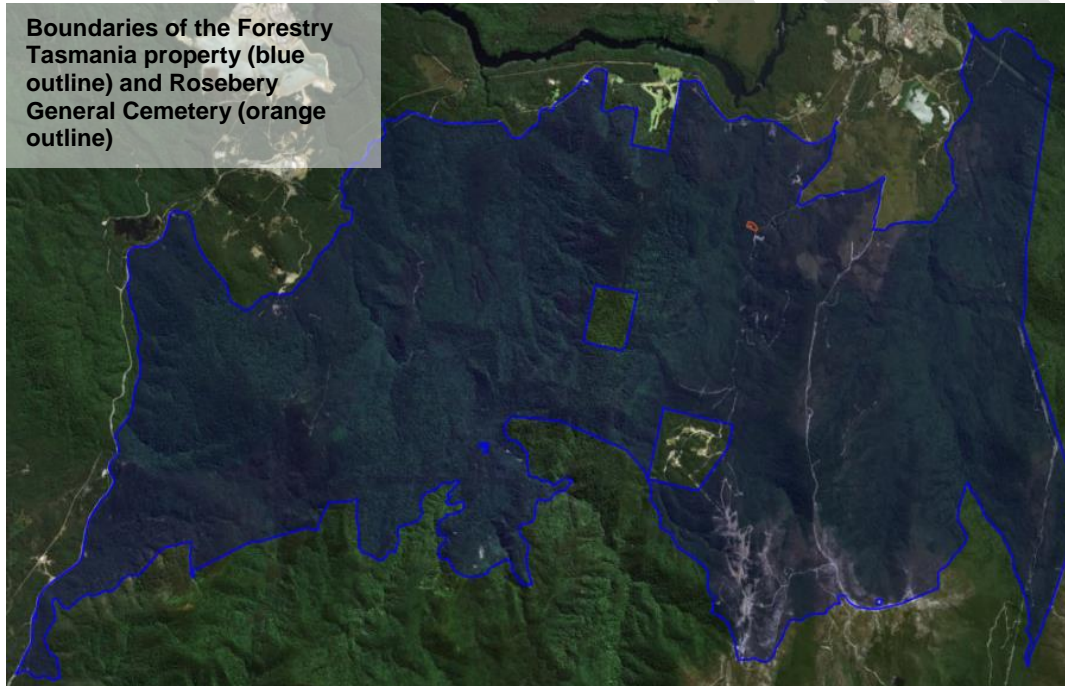 Boundaries of the Forestry
Tasmania property (blue
outline) and Rosebery
General Cemetery (orange
outline)